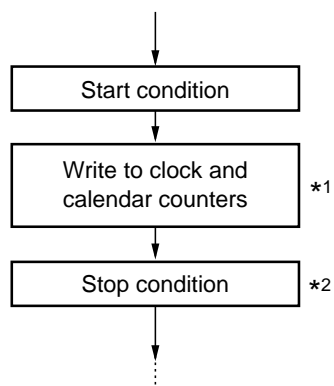 Start condition
Write to clock and
calendar counters
*1
Stop condition
*2